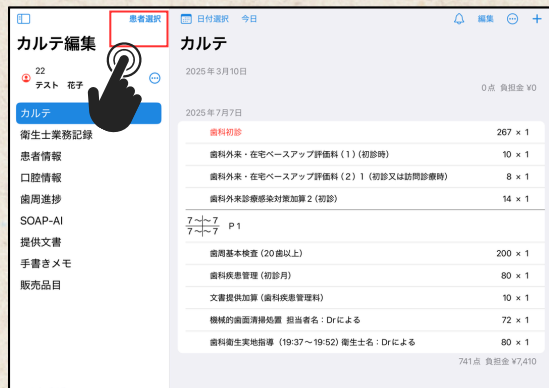 患者選択
カルテ編集
22
テスト 花子
カルテ
衛生士業務記録
患者情報
口腔情報
歯周進捗
SOAP-AI
提供文書
手書きメモ
販売品目
日付選択 今日 編集
カルテ
2025年3月10日
0点 負担金 ¥0
2025年7月7日
歯科初診 267 × 1
歯科外来・在宅ベースアップ評価料(1)(初診時) 10 × 1
歯科外来・在宅ベースアップ評価料(2)1(初診又は訪問診療時) 8 × 1
歯科外来診療感染対策加算2(初診) 14 × 1
7〜〜7
7〜〜7 P1
歯周基本検査(20歯以上) 200 × 1
歯科疾患管理(初診月) 80 × 1
文書提供加算(歯科疾患管理料) 10 × 1
機械的歯面清掃処置 担当者名:Drによる 72 × 1
歯科衛生実地指導(19:37〜19:52)衛生士名:Drによる 80 × 1
741点 負担金 ¥7,410